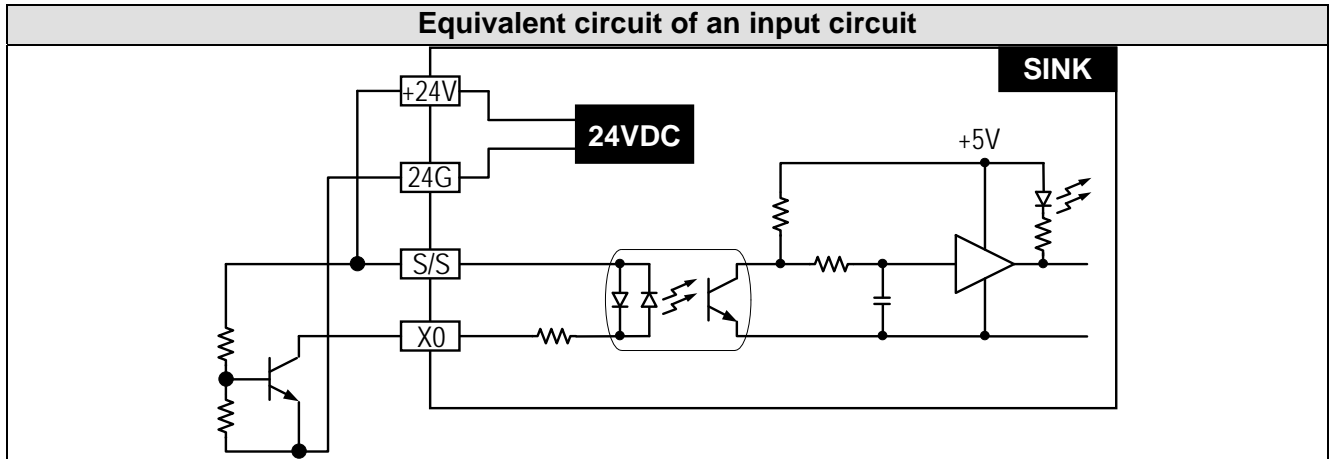 Equivalent circuit of an input circuit
SINK
+24V
24VDC
+5V
24G
S/S
X0